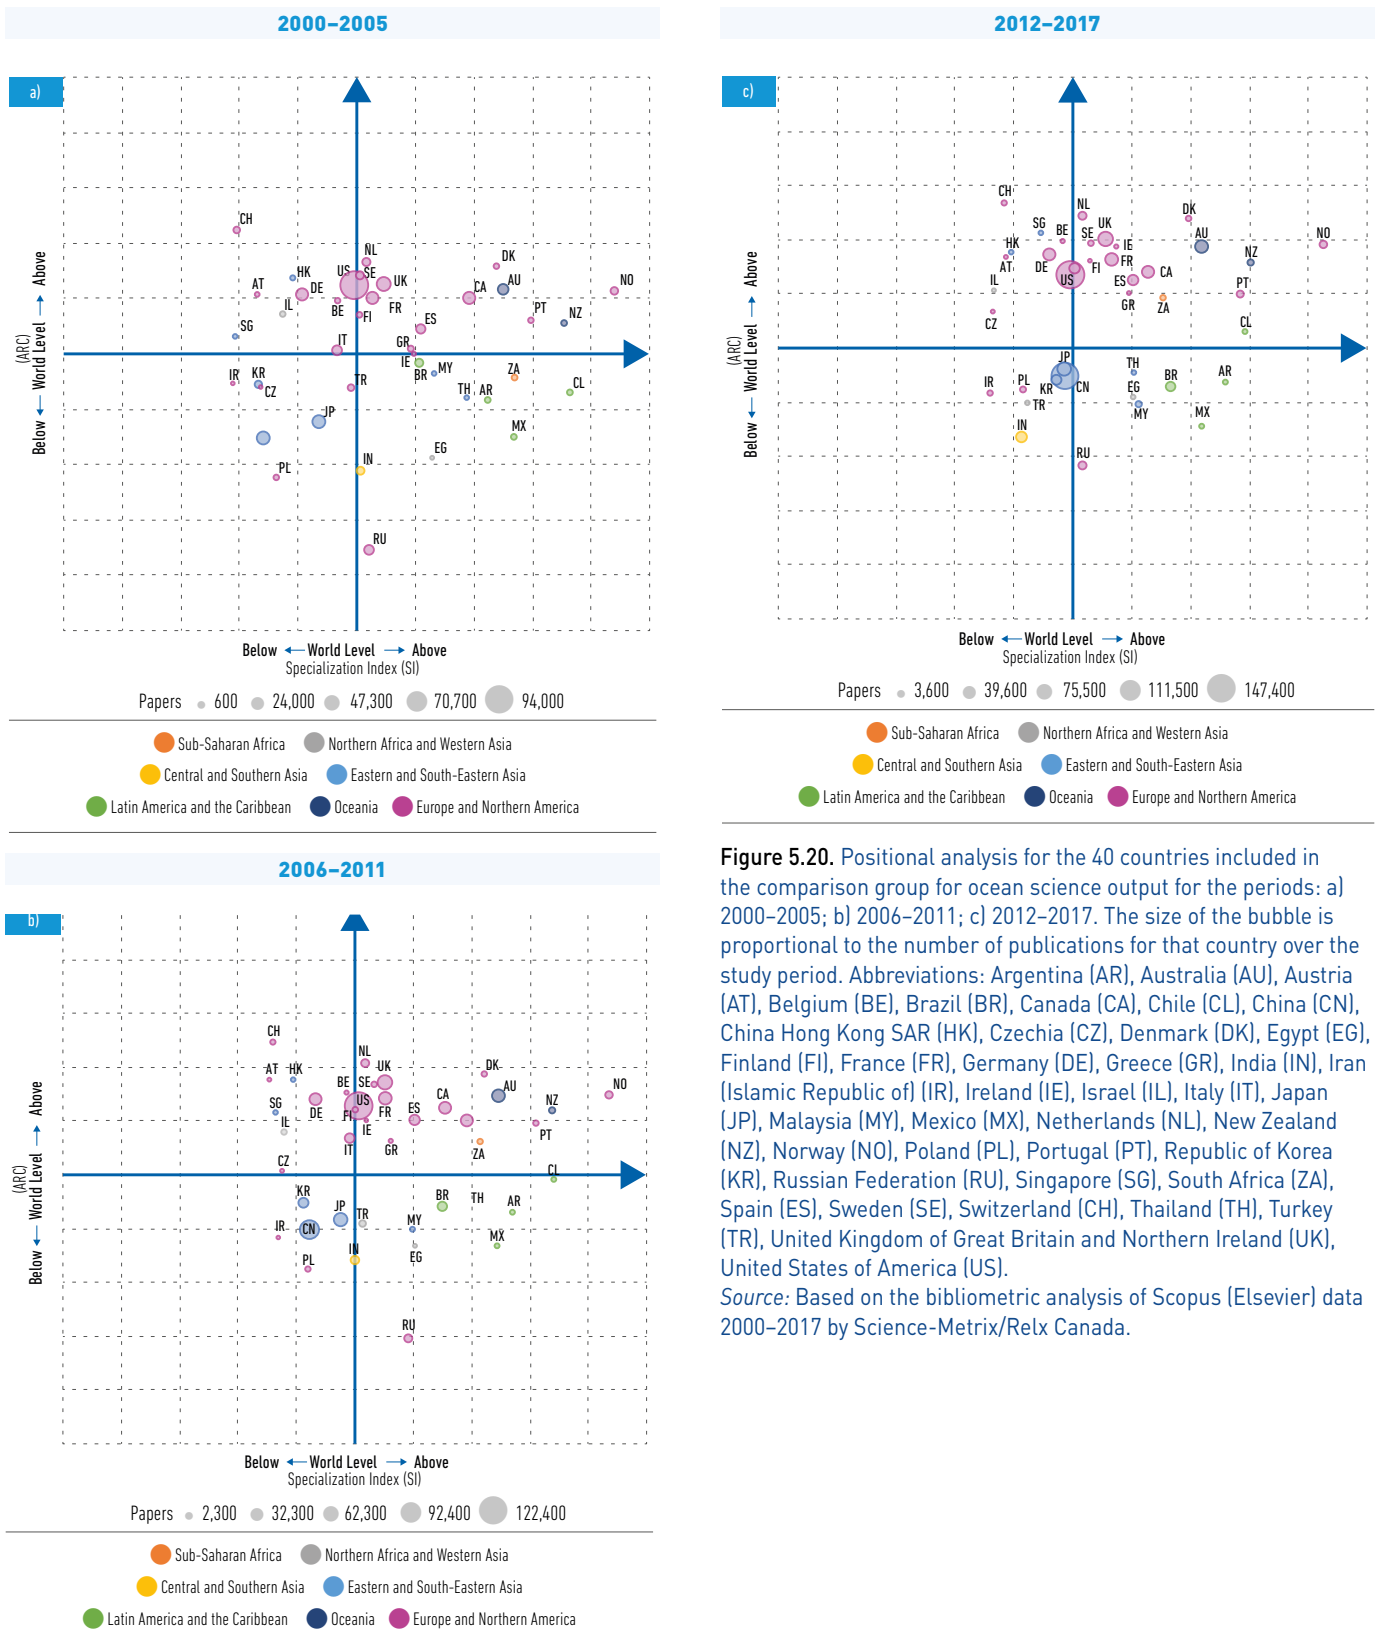 2000–2005
a)
CH
NL
US
SE
UK
DK
AU
NO
HK
AT
DE
IL
BE
FI
FR
CA
PT
NZ
SG
ES
IT
GR
IE
BR
MY
ZA
TH
AR
CL
IR
KR
CZ
TR
JP
MX
PL
IN
EG
RU
(ARC)
Below ← World Level → Above
Below ← World Level → Above
Specialization Index (SI)
Papers 600 24,000 47,300 70,700 94,000
Sub-Saharan Africa Northern Africa and Western Asia
Central and Southern Asia Eastern and South-Eastern Asia
Latin America and the Caribbean Oceania Europe and Northern America
2006–2011
b)
CH
NL
UK
DK
NO
AT
HK
BE
SE
US
CA
AU
NZ
SG
DE
FI
FR
ES
IL
IE
PT
IT
GR
ZA
CZ
CL
KR
JP
TR
BR
TH
AR
IR
CN
MY
MX
PL
IN
EG
RU
(ARC)
Below ← World Level → Above
Below ← World Level → Above
Specialization Index (SI)
Papers 2,300 32,300 62,300 92,400 122,400
Sub-Saharan Africa Northern Africa and Western Asia
Central and Southern Asia Eastern and South-Eastern Asia
Latin America and the Caribbean Oceania Europe and Northern America
2012–2017
c)
CH
NL
DK
SG
BE
SE
UK
AU
NO
HK
IE
NZ
AT
DE
US
FI
FR
CA
IL
ES
PT
GR
ZA
CZ
CL
JP
TH
IR
PL
KR
CN
EG
BR
AR
TR
MY
MX
IN
RU
(ARC)
Below ← World Level → Above
Below ← World Level → Above
Specialization Index (SI)
Papers 3,600 39,600 75,500 111,500 147,400
Sub-Saharan Africa Northern Africa and Western Asia
Central and Southern Asia Eastern and South-Eastern Asia
Latin America and the Caribbean Oceania Europe and Northern America
Figure 5.20. Positional analysis for the 40 countries included in
the comparison group for ocean science output for the periods: a)
2000–2005; b) 2006–2011; c) 2012–2017. The size of the bubble is
proportional to the number of publications for that country over the
study period. Abbreviations: Argentina (AR), Australia (AU), Austria
(AT), Belgium (BE), Brazil (BR), Canada (CA), Chile (CL), China (CN),
China Hong Kong SAR (HK), Czechia (CZ), Denmark (DK), Egypt (EG),
Finland (FI), France (FR), Germany (DE), Greece (GR), India (IN), Iran
(Islamic Republic of) (IR), Ireland (IE), Israel (IL), Italy (IT), Japan
(JP), Malaysia (MY), Mexico (MX), Netherlands (NL), New Zealand
(NZ), Norway (NO), Poland (PL), Portugal (PT), Republic of Korea
(KR), Russian Federation (RU), Singapore (SG), South Africa (ZA),
Spain (ES), Sweden (SE), Switzerland (CH), Thailand (TH), Turkey
(TR), United Kingdom of Great Britain and Northern Ireland (UK),
United States of America (US).
Source: Based on the bibliometric analysis of Scopus (Elsevier) data
2000–2017 by Science-Metrix/Relx Canada.